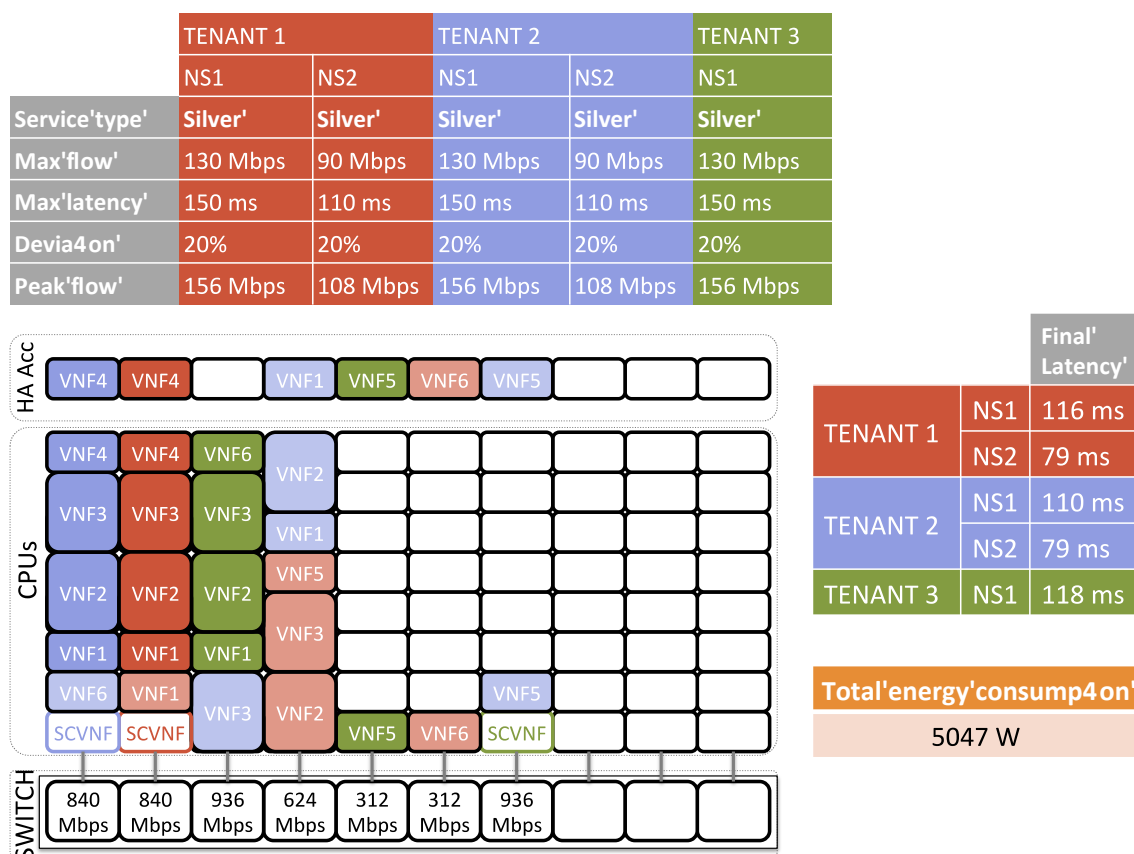 TENANT 1 TENANT 2 TENANT 3
NS1 NS2 NS1 NS2 NS1
Service'type' Silver' Silver' Silver' Silver' Silver'
Max'flow' 130 Mbps 90 Mbps 130 Mbps 90 Mbps 130 Mbps
Max'latency' 150 ms 110 ms 150 ms 110 ms 150 ms
Devia4on' 20% 20% 20% 20% 20%
Peak'flow' 156 Mbps 108 Mbps 156 Mbps 108 Mbps 156 Mbps
HA Acc
VNF4 VNF4 VNF1 VNF5 VNF6 VNF5
CPUs
VNF4 VNF4 VNF6 VNF2
VNF3 VNF3 VNF3 VNF1
VNF5
VNF2 VNF2 VNF2 VNF3
VNF1 VNF1 VNF1
VNF6 VNF1 VNF3 VNF2 VNF5
SCVNF SCVNF VNF5 VNF6 SCVNF
SWITCH
840 840 936 624 312 312 936
Mbps Mbps Mbps Mbps Mbps Mbps Mbps
Final'
Latency'
TENANT 1 NS1 116 ms
NS2 79 ms
TENANT 2 NS1 110 ms
NS2 79 ms
TENANT 3 NS1 118 ms
Total'energy'consump4on'
5047 W